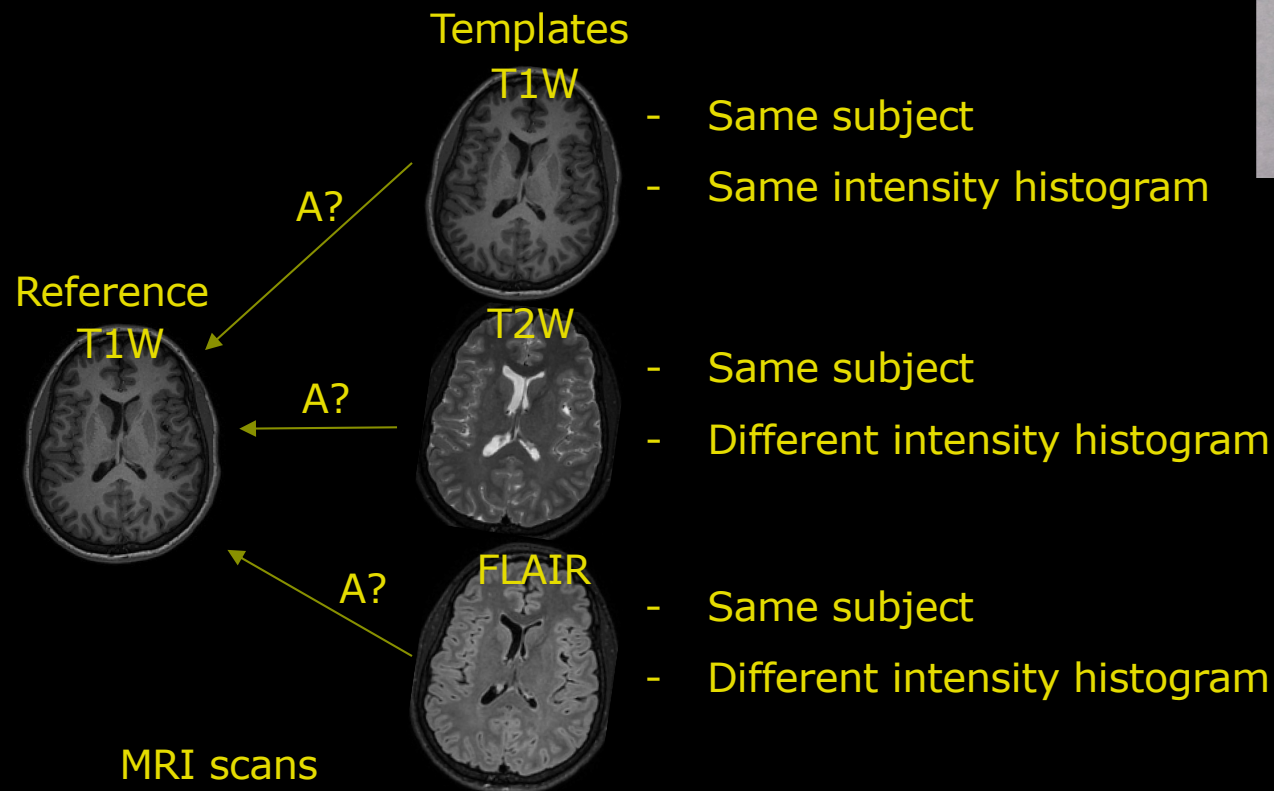 Templates
T1W
- Same subject
- Same intensity histogram
A?
Reference
T1W
T2W
- Same subject
- Different intensity histogram
A?
FLAIR
- Same subject
- Different intensity histogram
A?
MRI scans